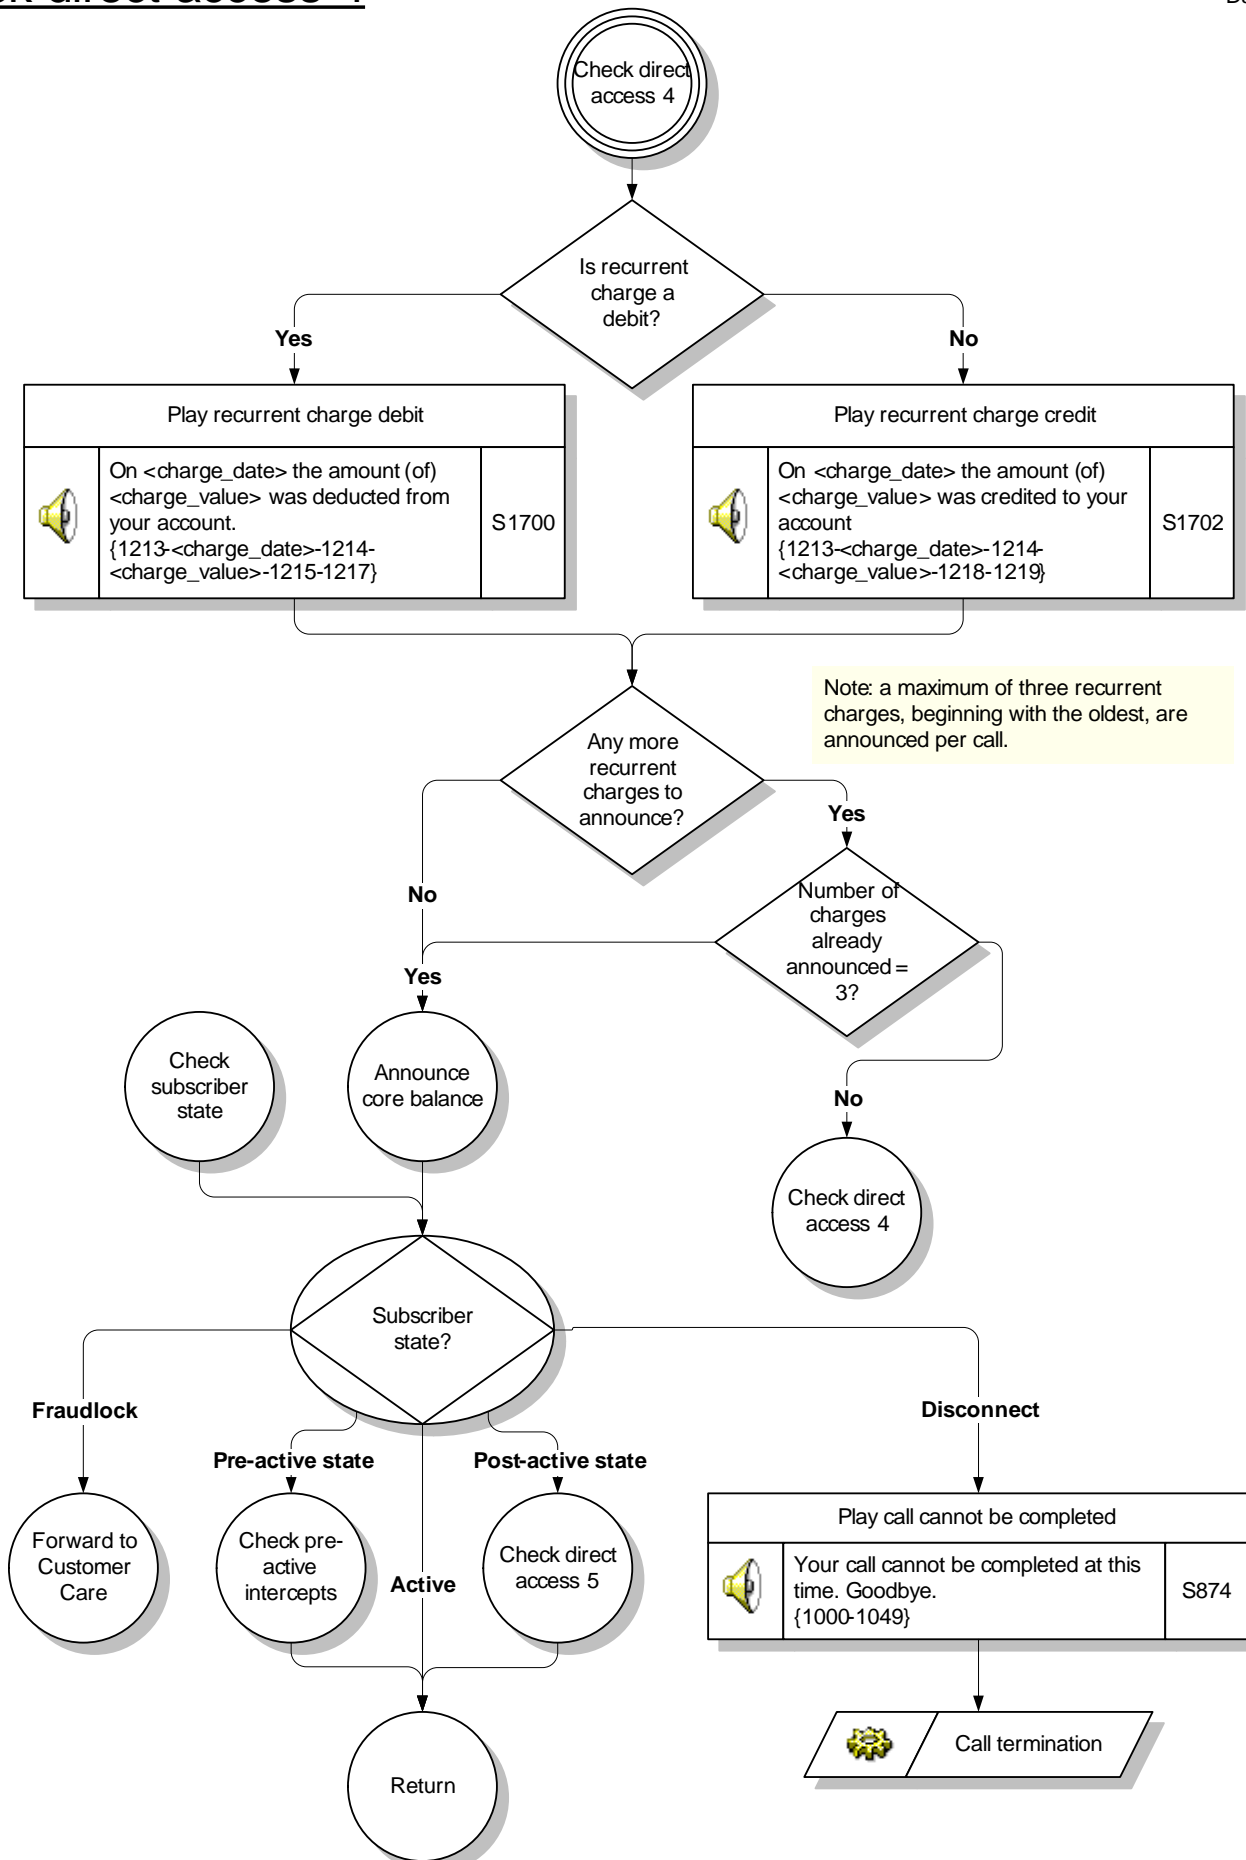 direct access 4
Check direct
access 4
Is recurrent
charge a
debit?
Yes
No
Play recurrent charge debit
On <charge_date> the amount (of)
<charge_value> was deducted from
your account.
{1213-<charge_date>-1214-
<charge_value>-1215-1217}
S1700
Play recurrent charge credit
On <charge_date> the amount (of)
<charge_value> was credited to your
account
{1213-<charge_date>-1214-
<charge_value>-1218-1219}
S1702
Note: a maximum of three recurrent
charges, beginning with the oldest, are
announced per call.
Any more
recurrent
charges to
announce?
Yes
No
Number of
charges
already
announced =
3?
Yes
Check
subscriber
state
Announce
core balance
No
Check direct
access 4
Subscriber
state?
Fraudlock
Disconnect
Pre-active state
Post-active state
Forward to
Customer
Care
Check pre-
active
intercepts
Active
Check direct
access 5
Play call cannot be completed
Your call cannot be completed at this
time. Goodbye.
{1000-1049}
S874
Call termination
Return